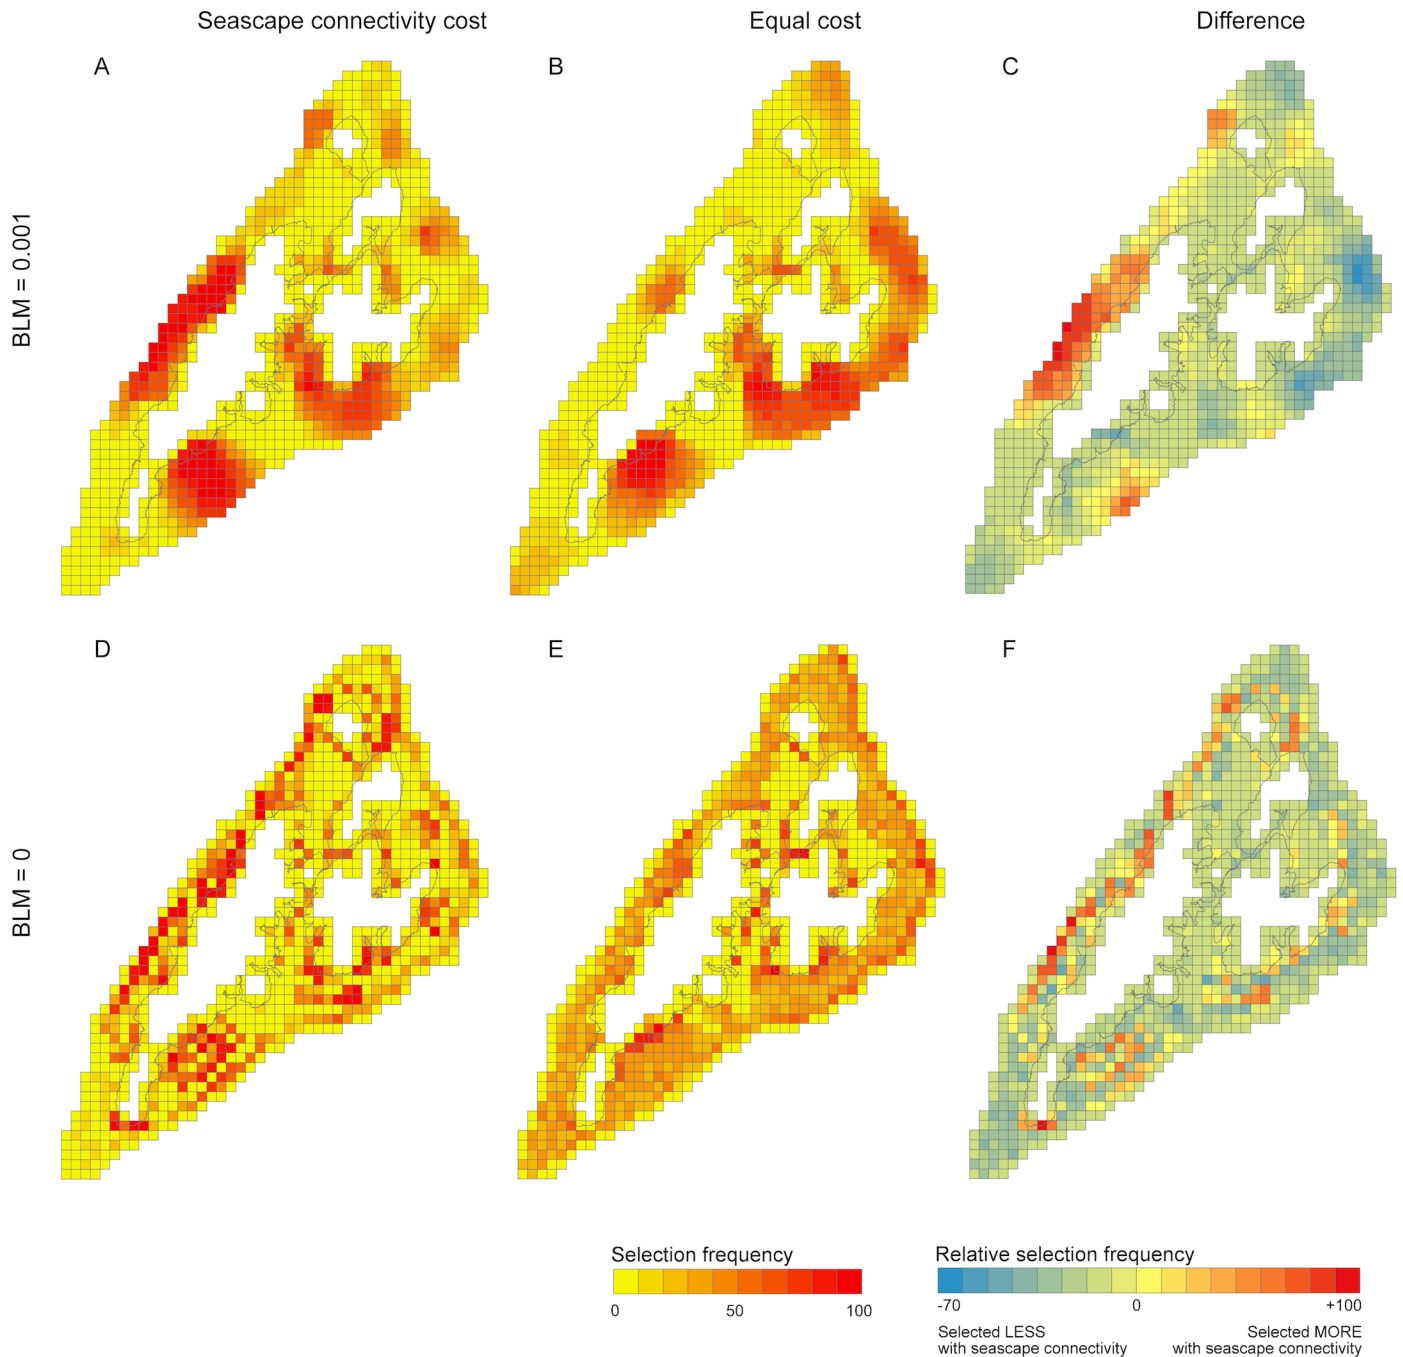 Seascape connectivity cost
Equal cost
Difference
BLM = 0.001
A
B
C
BLM = 0
D
E
F
Selection frequency
0
50
100
Relative selection frequency
-70
0
+100
Selected LESS
with seascape connectivity
Selected MORE
with seascape connectivity